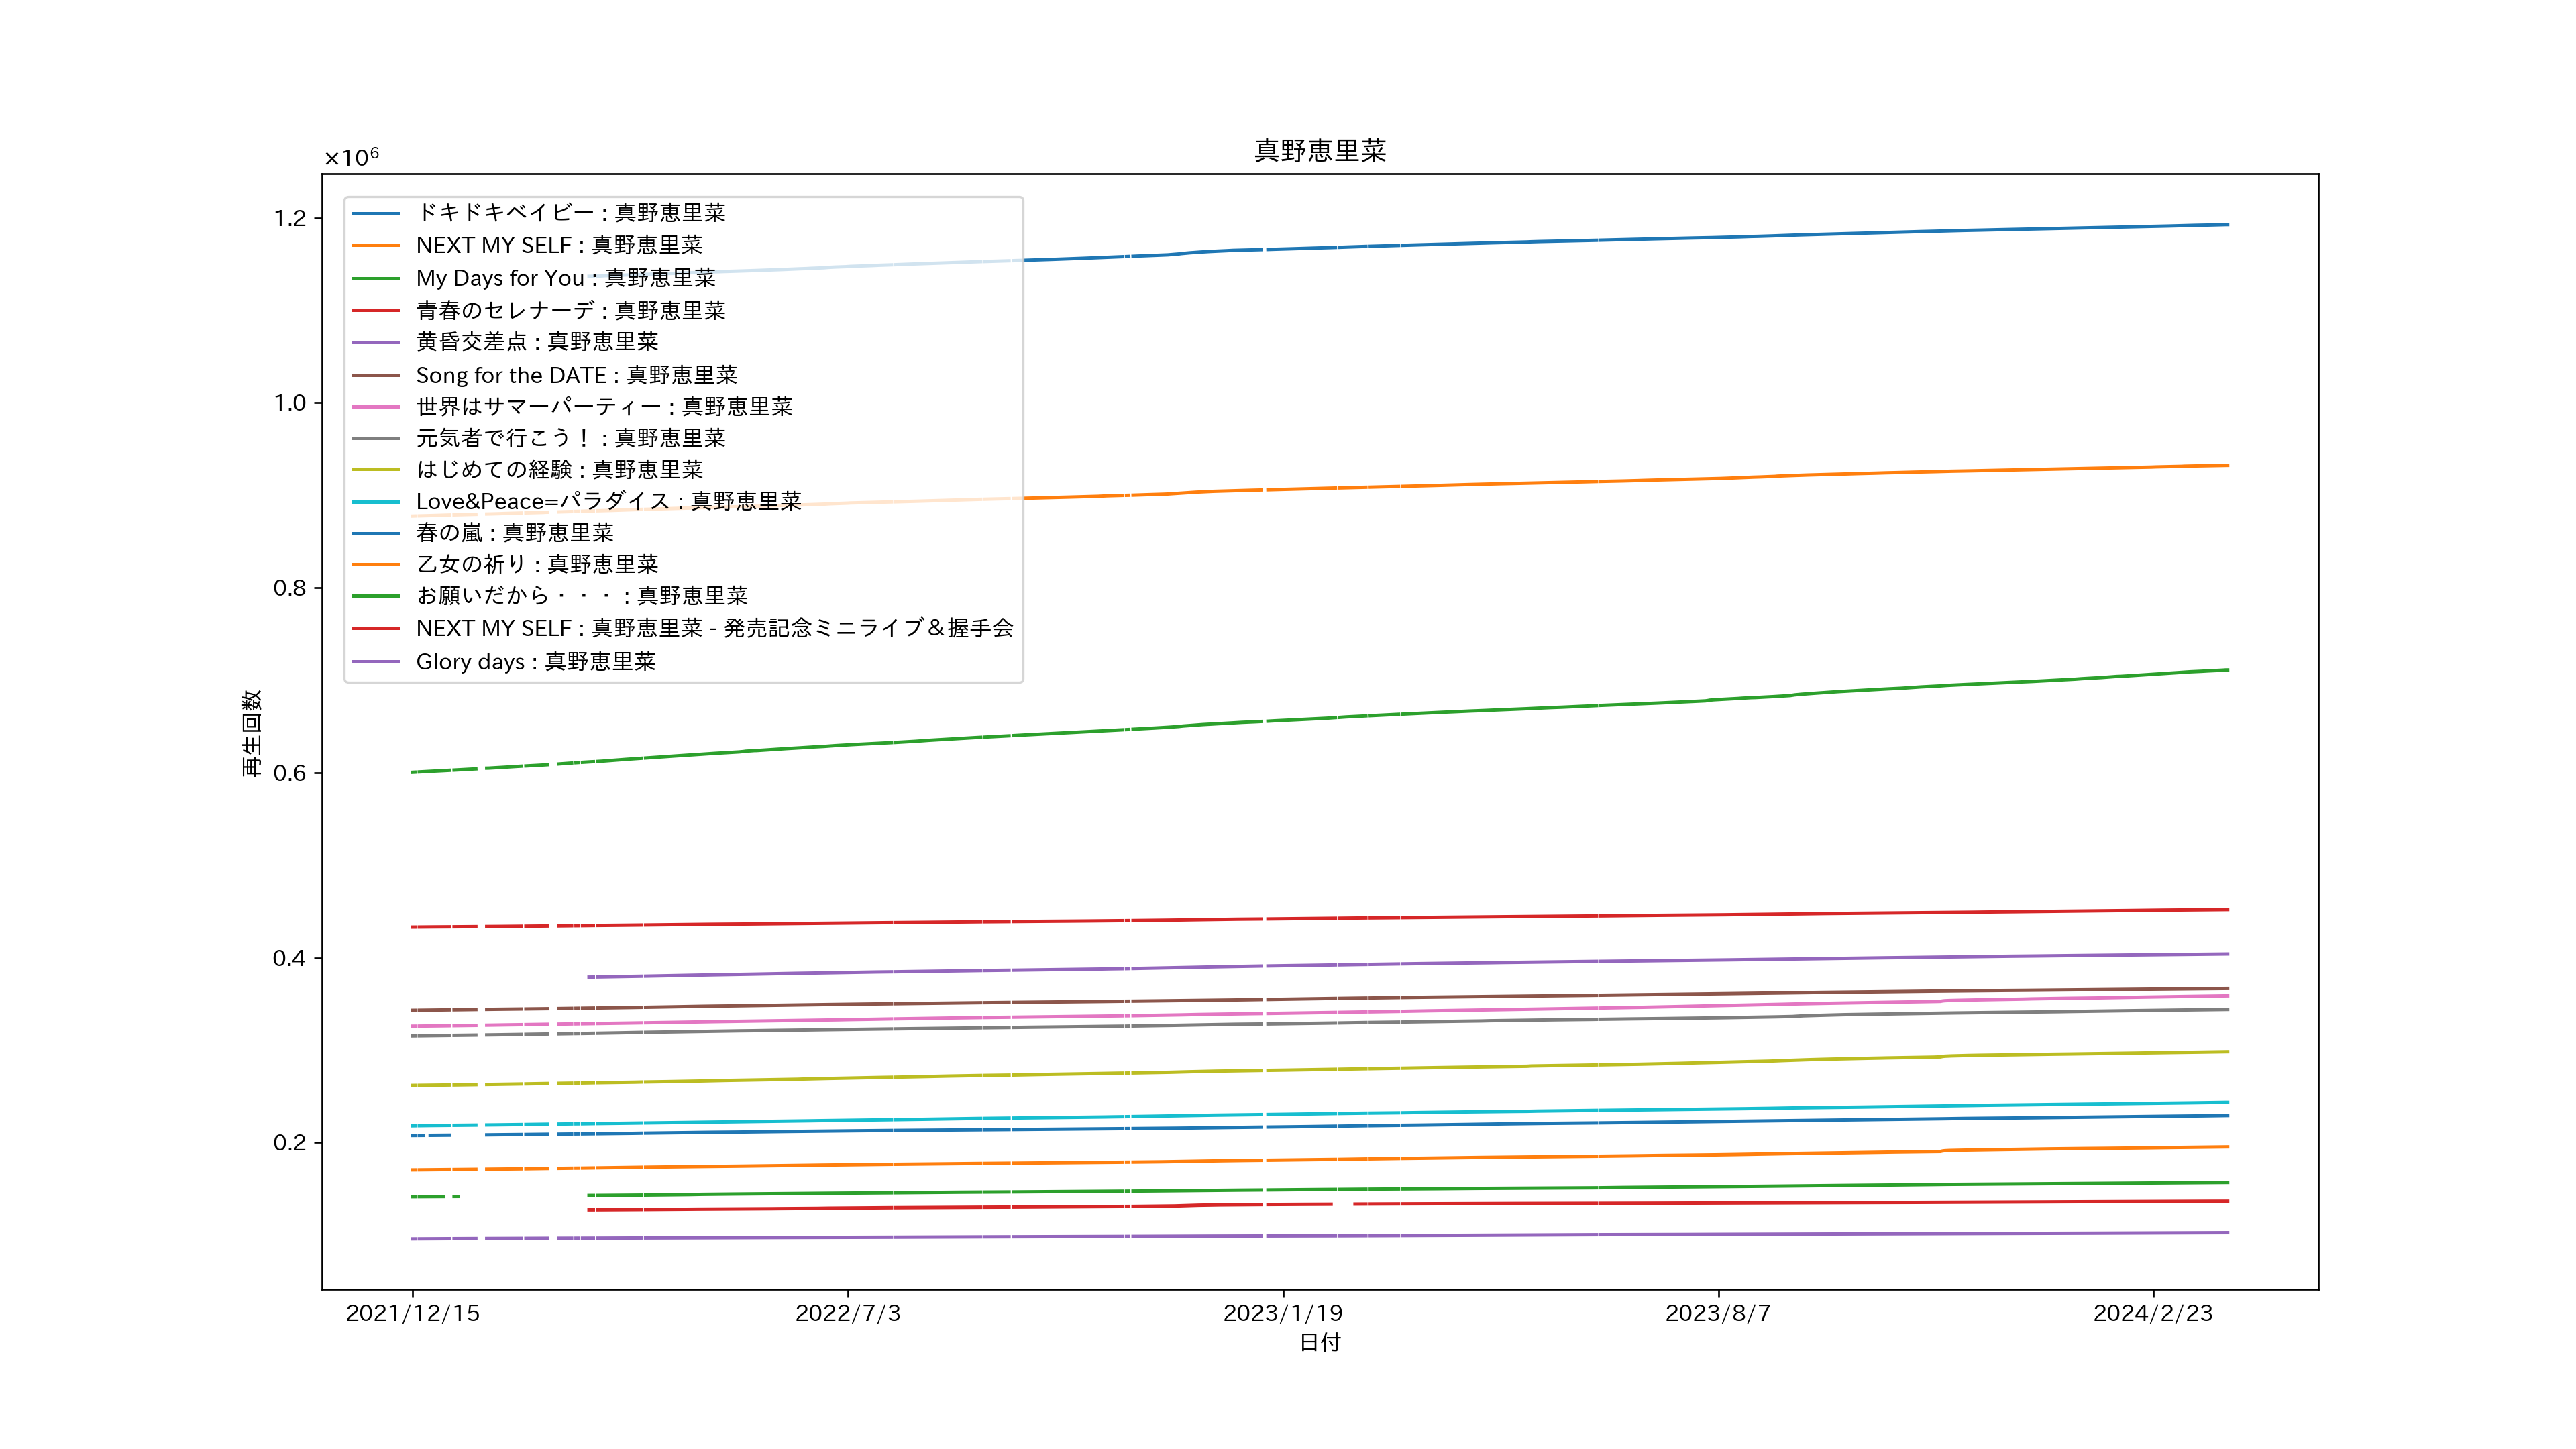 真野恵里菜
×10⁶
1.2
1.0
0.8
0.6
0.4
0.2
再生回数
ドキドキベイビー : 真野恵里菜
NEXT MY SELF : 真野恵里菜
My Days for You : 真野恵里菜
青春のセレナーデ : 真野恵里菜
黄昏交差点 : 真野恵里菜
Song for the DATE : 真野恵里菜
世界はサマーパーティー : 真野恵里菜
元気者で行こう！ : 真野恵里菜
はじめての経験 : 真野恵里菜
Love&Peace=パラダイス : 真野恵里菜
春の嵐 : 真野恵里菜
乙女の祈り : 真野恵里菜
お願いだから・・・ : 真野恵里菜
NEXT MY SELF : 真野恵里菜 - 発売記念ミニライブ＆握手会
Glory days : 真野恵里菜
2021/12/15
2022/7/3
2023/1/19
2023/8/7
2024/2/23
日付